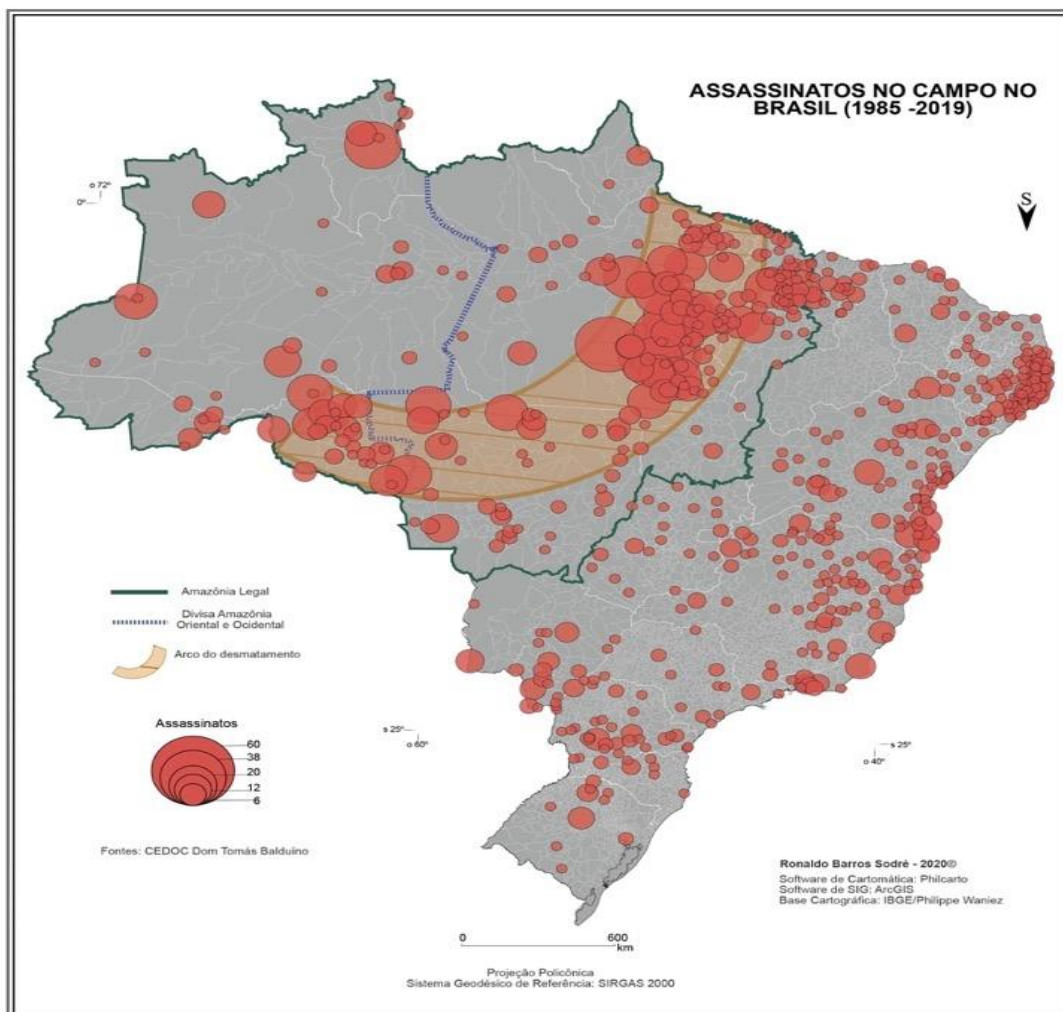 ASSASSINATOS NO CAMPO NO
BRASIL (1985 -2019)
o 72°
0°
S
Amazônia Legal
Divisa Amazônia
Oriental e Ocidental
Arco do desmatamento
Assassinatos
60
38
20
12
6
s 25°
o 60°
s 25°
o 40°
Fontes: CEDOC Dom Tomás Balduíno
Ronaldo Barros Sodré - 2020®
Software de Cartomática: Philcarto
Software de SIG: ArcGIS
Base Cartográfica: IBGE/Philippe Waniez
0 600
km
Projeção Policônica
Sistema Geodésico de Referência: SIRGAS 2000